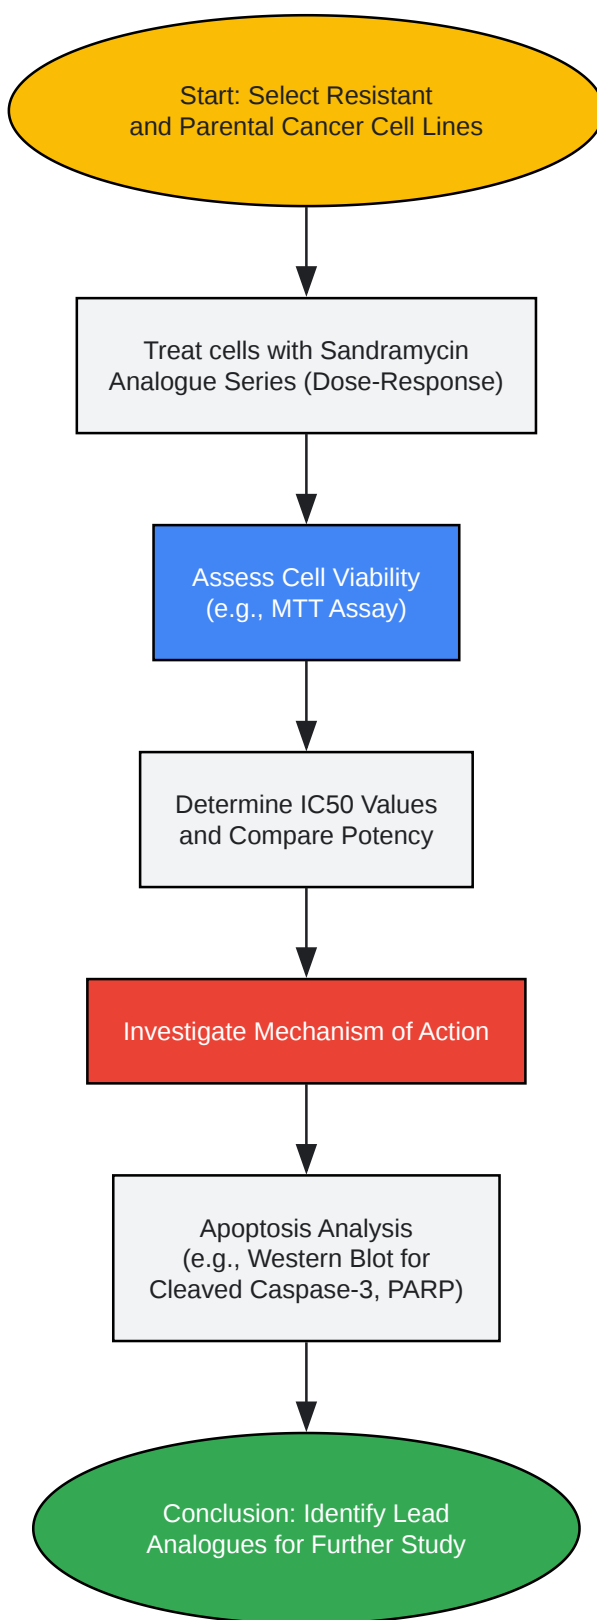 Start: Select Resistant
and Parental Cancer Cell Lines
Treat cells with Sandramycin
Analogue Series (Dose-Response)
Assess Cell Viability
(e.g., MTT Assay)
Determine IC50 Values
and Compare Potency
Investigate Mechanism of Action
Apoptosis Analysis
(e.g., Western Blot for
Cleaved Caspase-3, PARP)
Conclusion: Identify Lead
Analogues for Further Study